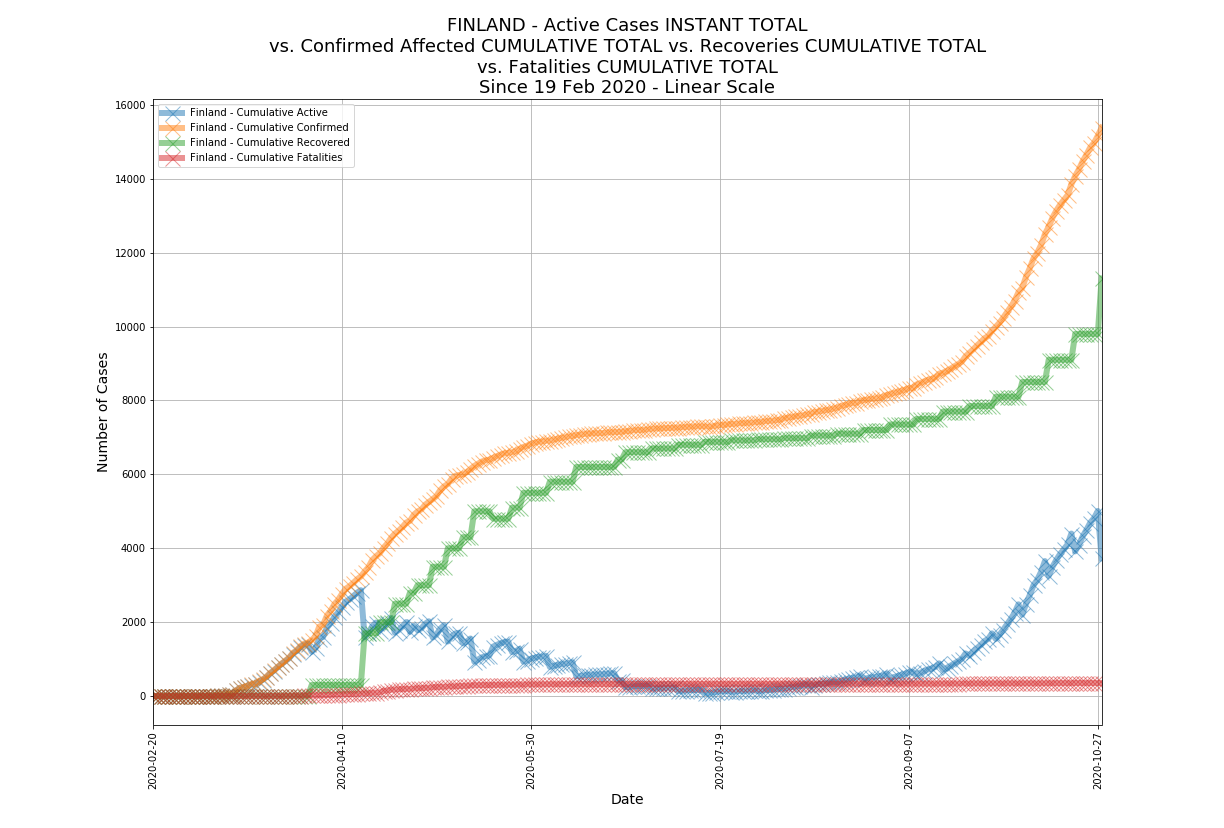 FINLAND - Active Cases INSTANT TOTAL
vs. Confirmed Affected CUMULATIVE TOTAL vs. Recoveries CUMULATIVE TOTAL
vs. Fatalities CUMULATIVE TOTAL
Since 19 Feb 2020 - Linear Scale
Finland - Cumulative Active
Finland - Cumulative Confirmed
Finland - Cumulative Recovered
Finland - Cumulative Fatalities
Number of Cases
16000
14000
12000
10000
8000
6000
4000
2000
0
2020-02-20
2020-04-10
2020-05-30
2020-07-19
2020-09-07
2020-10-27
Date